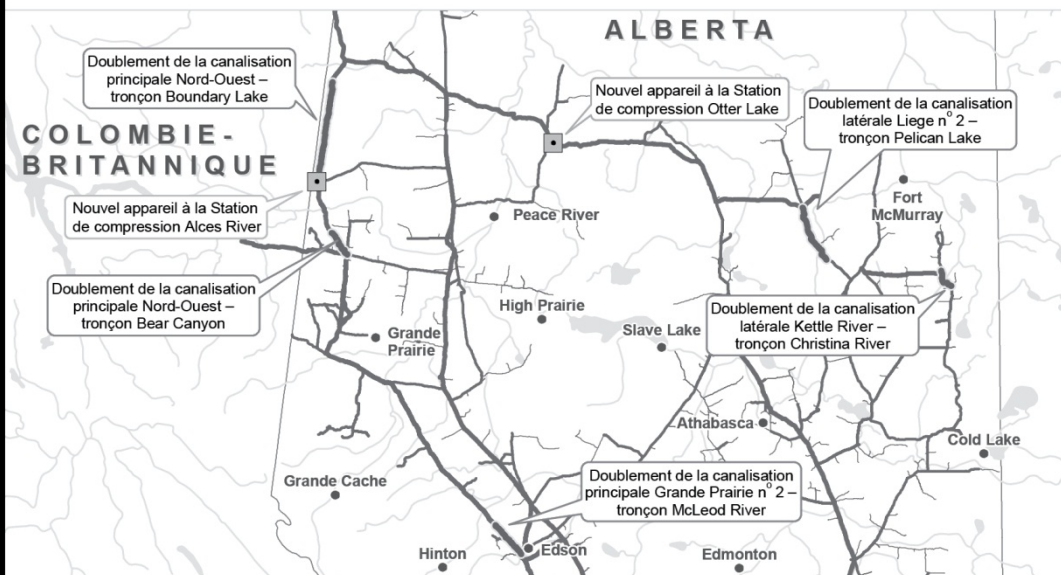 ALBERTA
Doublement de la canalisation
principale Nord-Ouest –
tronçon Boundary Lake
Nouvel appareil à la Station
de compression Otter Lake
Doublement de la canalisation
latérale Liege nº 2 –
tronçon Pelican Lake
COLOMBIE-
BRITANNIQUE
Nouvel appareil à la Station
de compression Alces River
Peace River
Fort
McMurray
Doublement de la canalisation
principale Nord-Ouest –
tronçon Bear Canyon
High Prairie
Grande
Prairie
Slave Lake
Doublement de la canalisation
latérale Kettle River –
tronçon Christina River
Athabasca
Cold Lake
Grande Cache
Doublement de la canalisation
principale Grande Prairie nº 2 –
tronçon McLeod River
Hinton
Edson
Edmonton